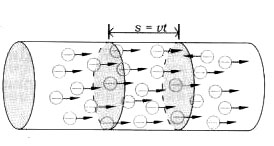 s = vt